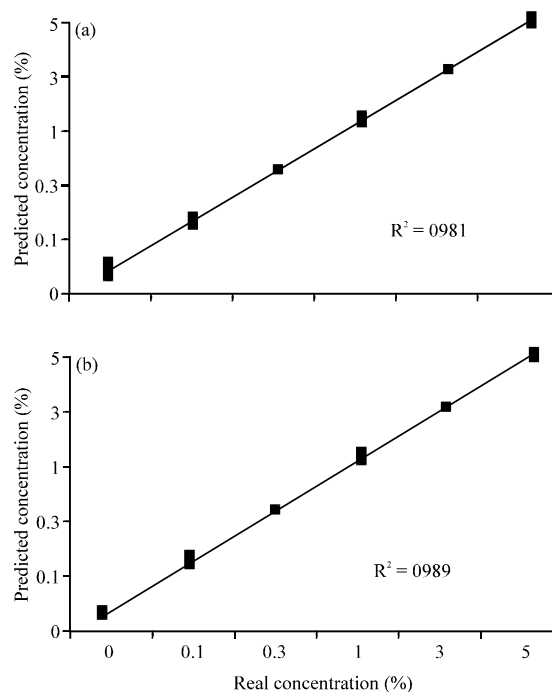 (a)
Predicted concentration (%)
5
3
1
0.3
0.1
0
R² = 0981
(b)
Predicted concentration (%)
5
3
1
0.3
0.1
0
R² = 0989
0 0.1 0.3 1 3 5
Real concentration (%)